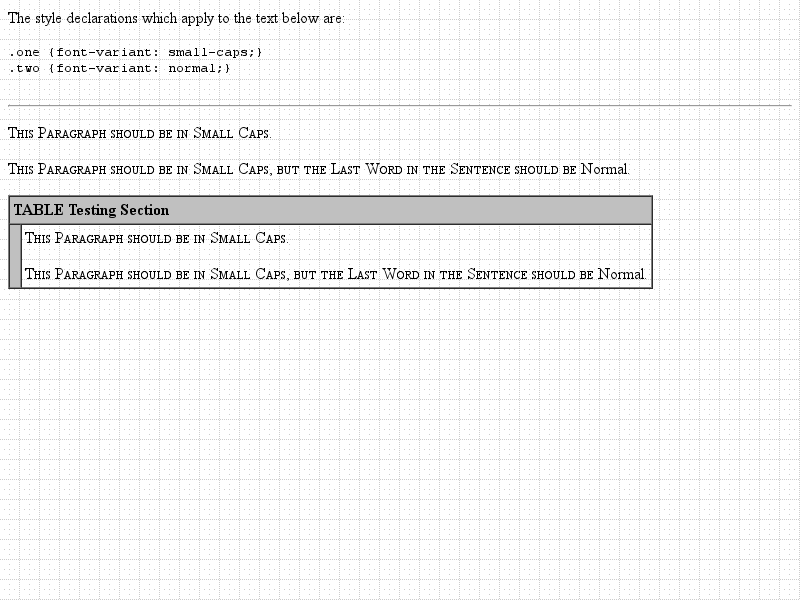 The style declarations which apply to the text below are:
.one {font-variant: small-caps;}
.two {font-variant: normal;}
This Paragraph should be in Small Caps.
This Paragraph should be in Small Caps, but the Last Word in the Sentence should be Normal.
TABLE Testing Section
This Paragraph should be in Small Caps.
This Paragraph should be in Small Caps, but the Last Word in the Sentence should be Normal.